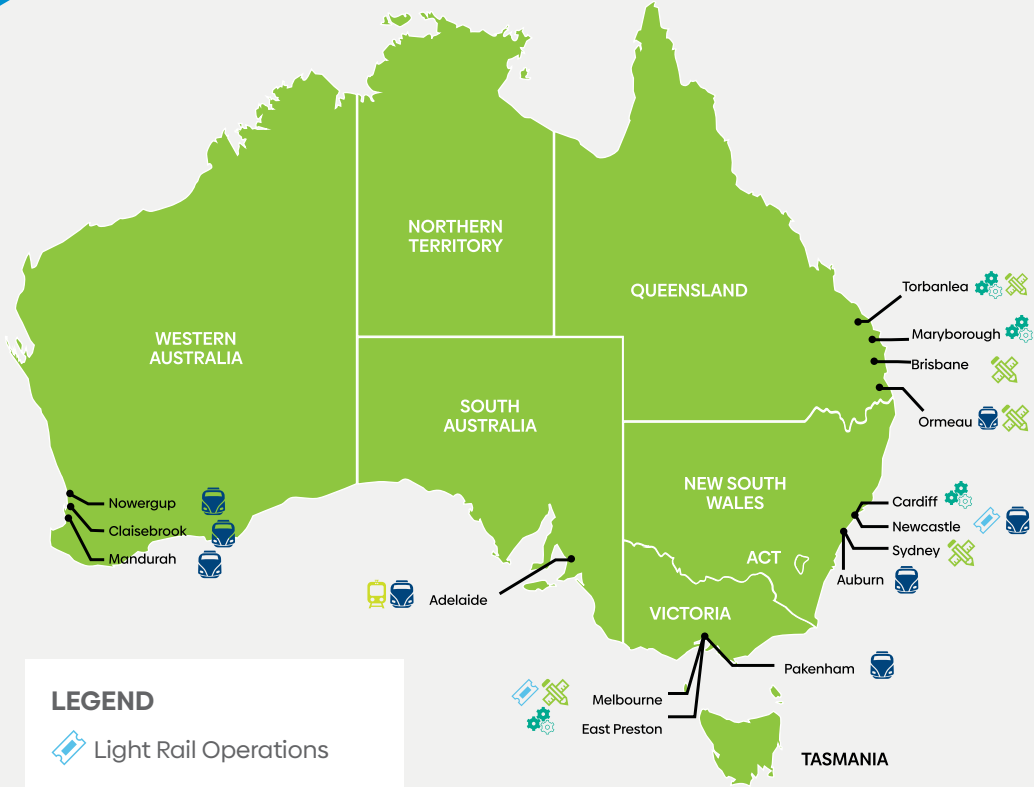 NORTHERN
TERRITORY
QUEENSLAND
WESTERN
AUSTRALIA
SOUTH
AUSTRALIA
NEW SOUTH
WALES
ACT
VICTORIA
TASMANIA
Torbanlea
Maryborough
Brisbane
Ormeau
Cardiff
Newcastle
Sydney
Auburn
Nowergup
Claisebrook
Mandurah
Adelaide
Pakenham
Melbourne
East Preston
LEGEND
Light Rail Operations